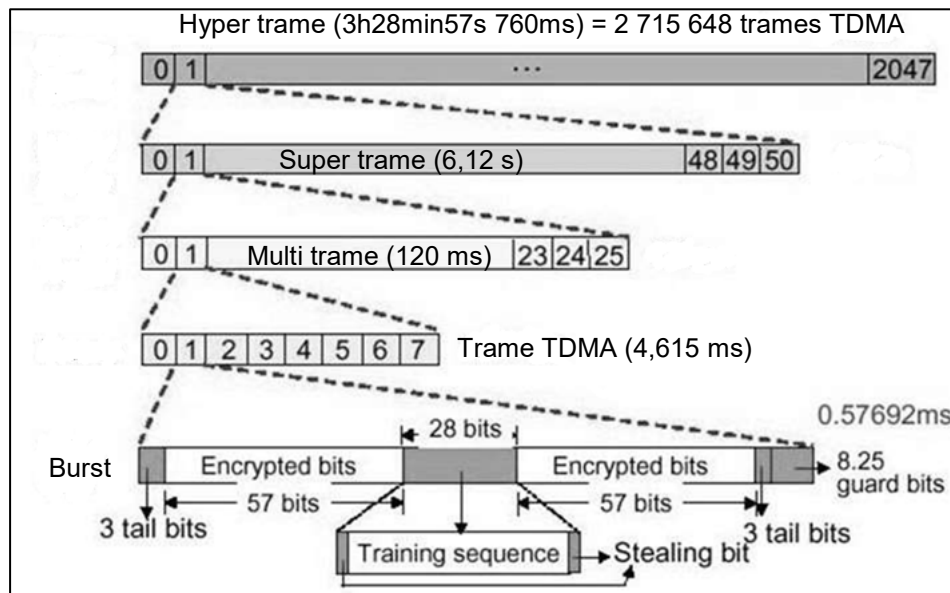 Hyper trame (3h28min57s 760ms) = 2 715 648 trames TDMA
0 1 ... 2047
0 1 Super trame (6,12 s) 48 49 50
0 1 Multi trame (120 ms) 23 24 25
0 1 2 3 4 5 6 7 Trame TDMA (4,615 ms)
0.57692ms
28 bits
Burst Encrypted bits Encrypted bits 8.25
guard bits
57 bits 57 bits
3 tail bits 3 tail bits
Training sequence Stealing bit